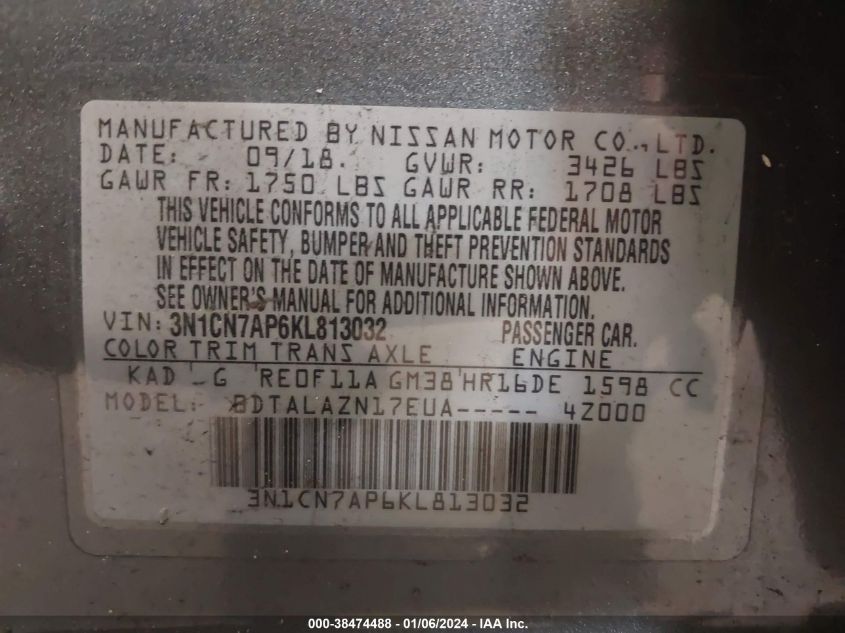 MANUFACTURED BY NISSAN MOTOR CO., LTD.
DATE: 09/18. GVWR: 3426 LBS
GAWR FR: 1750 LBS GAWR RR: 1708 LBS
THIS VEHICLE CONFORMS TO ALL APPLICABLE FEDERAL MOTOR
VEHICLE SAFETY, BUMPER AND THEFT PREVENTION STANDARDS
IN EFFECT ON THE DATE OF MANUFACTURE SHOWN ABOVE.
SEE OWNER'S MANUAL FOR ADDITIONAL INFORMATION.
VIN: 3N1CN7AP6KL813032 PASSENGER CAR.
COLOR TRIM TRANS AXLE ENGINE
KAD G RE0F11A GM38 HR16DE 1598 CC
MODEL: BDTALAZN17EUA----- 4Z000
3N1CN7AP6KL813032
000-38474488 - 01/06/2024 - IAA Inc.